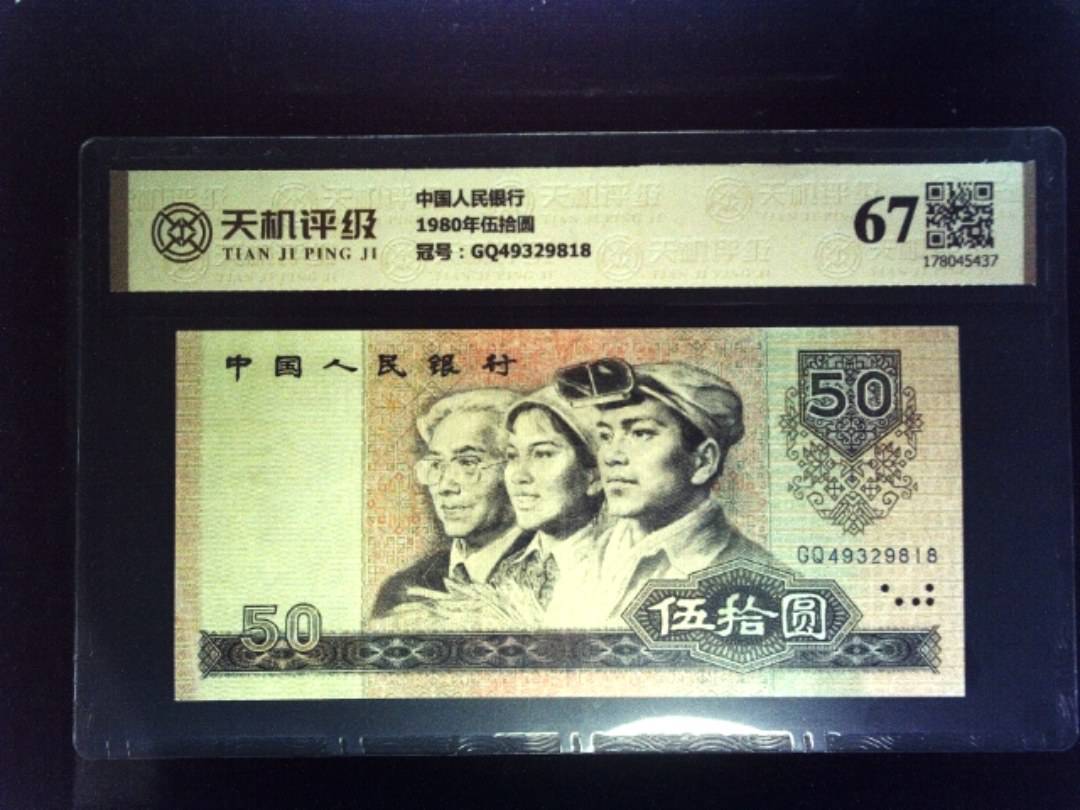 天机评级
TIAN JI PING JI
中国人民银行
1980年伍拾圆
冠号：GQ49329818
67
178045437
中国人民银行
50
GQ49329818
50
伍拾圆